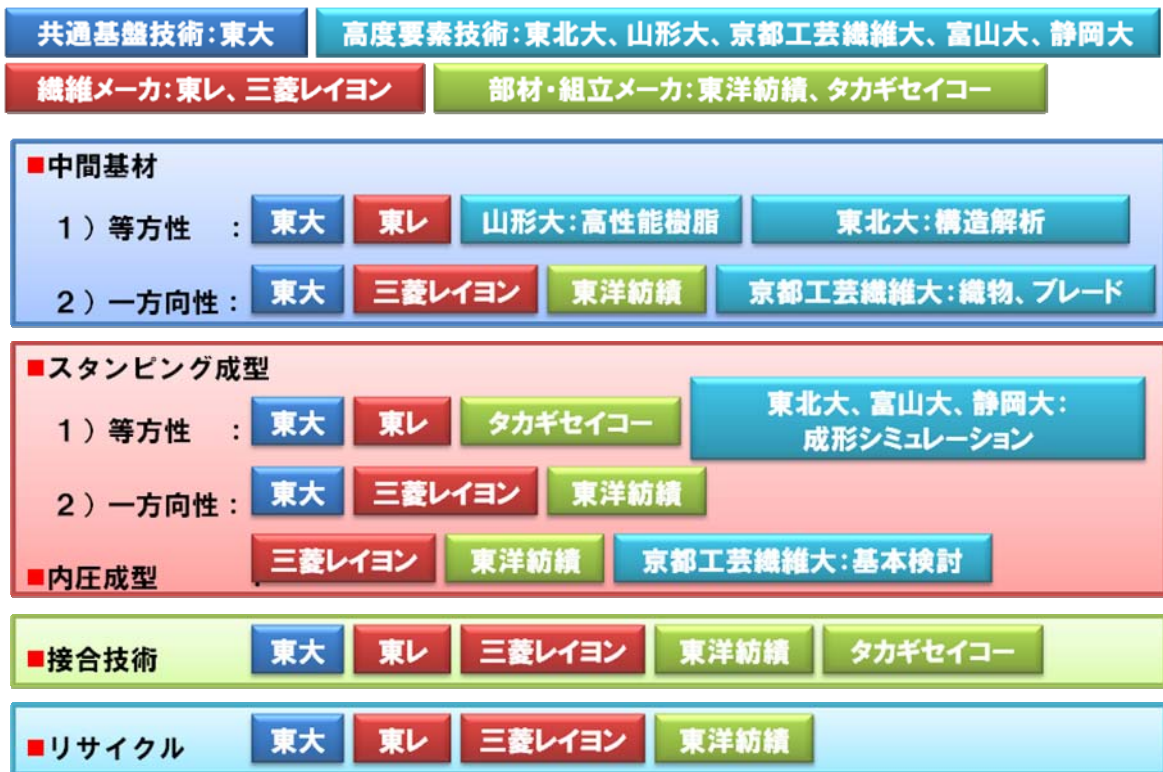 共通基盤技術：東大　高度要素技術：東北大、山形大、京都工芸繊維大、富山大、静岡大
繊維メーカ：東レ、三菱レイヨン　部材・組立メーカ：東洋紡績、タカギセイコー
■中間基材
１）等方性　：　東大　東レ　山形大：高性能樹脂　東北大：構造解析
２）一方向性：　東大　三菱レイヨン　東洋紡績　京都工芸繊維大：織物、ブレード
■スタンピング成型
１）等方性　：　東大　東レ　タカギセイコー　東北大、富山大、静岡大：
成形シミュレーション
２）一方向性：　東大　三菱レイヨン　東洋紡績
■内圧成型　：　三菱レイヨン　東洋紡績　京都工芸繊維大：基本検討
■接合技術　東大　東レ　三菱レイヨン　東洋紡績　タカギセイコー
■リサイクル　東大　東レ　三菱レイヨン　東洋紡績